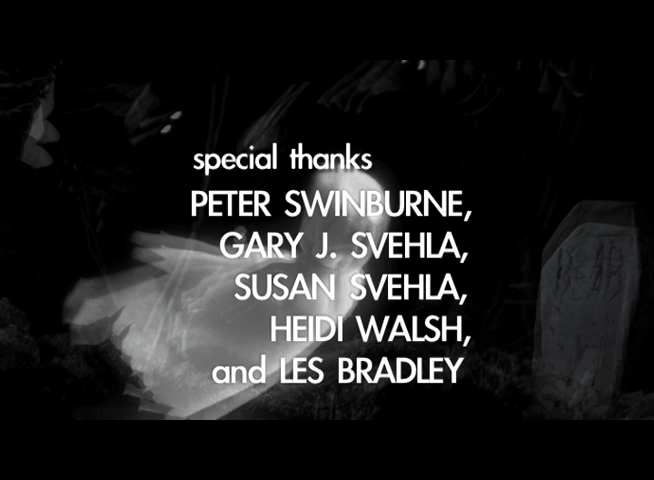 special thanks
PETER SWINBURNE,
GARY J. SVEHLA,
SUSAN SVEHLA,
HEIDI WALSH,
and LES BRADLEY